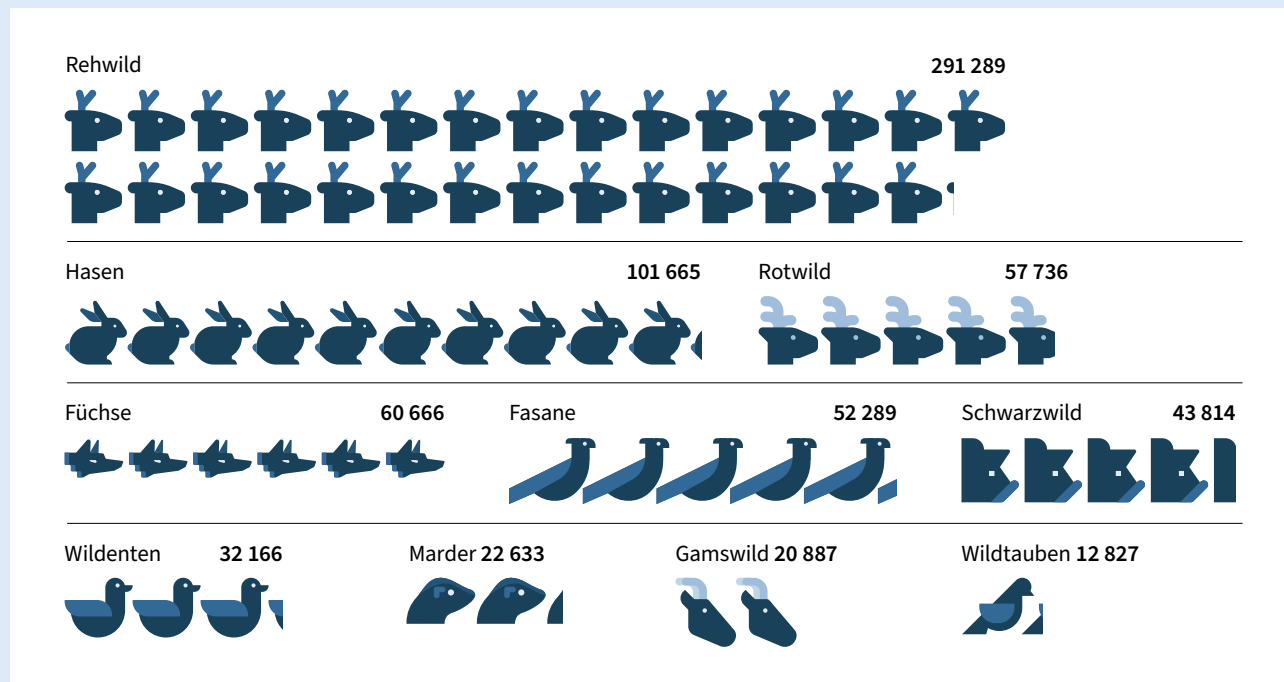 Rehwild 291 289
Hasen 101 665
Rotwild 57 736
Füchse 60 666
Fasane 52 289
Schwarzwild 43 814
Wildenten 32 166
Marder 22 633
Gamswild 20 887
Wildtauben 12 827